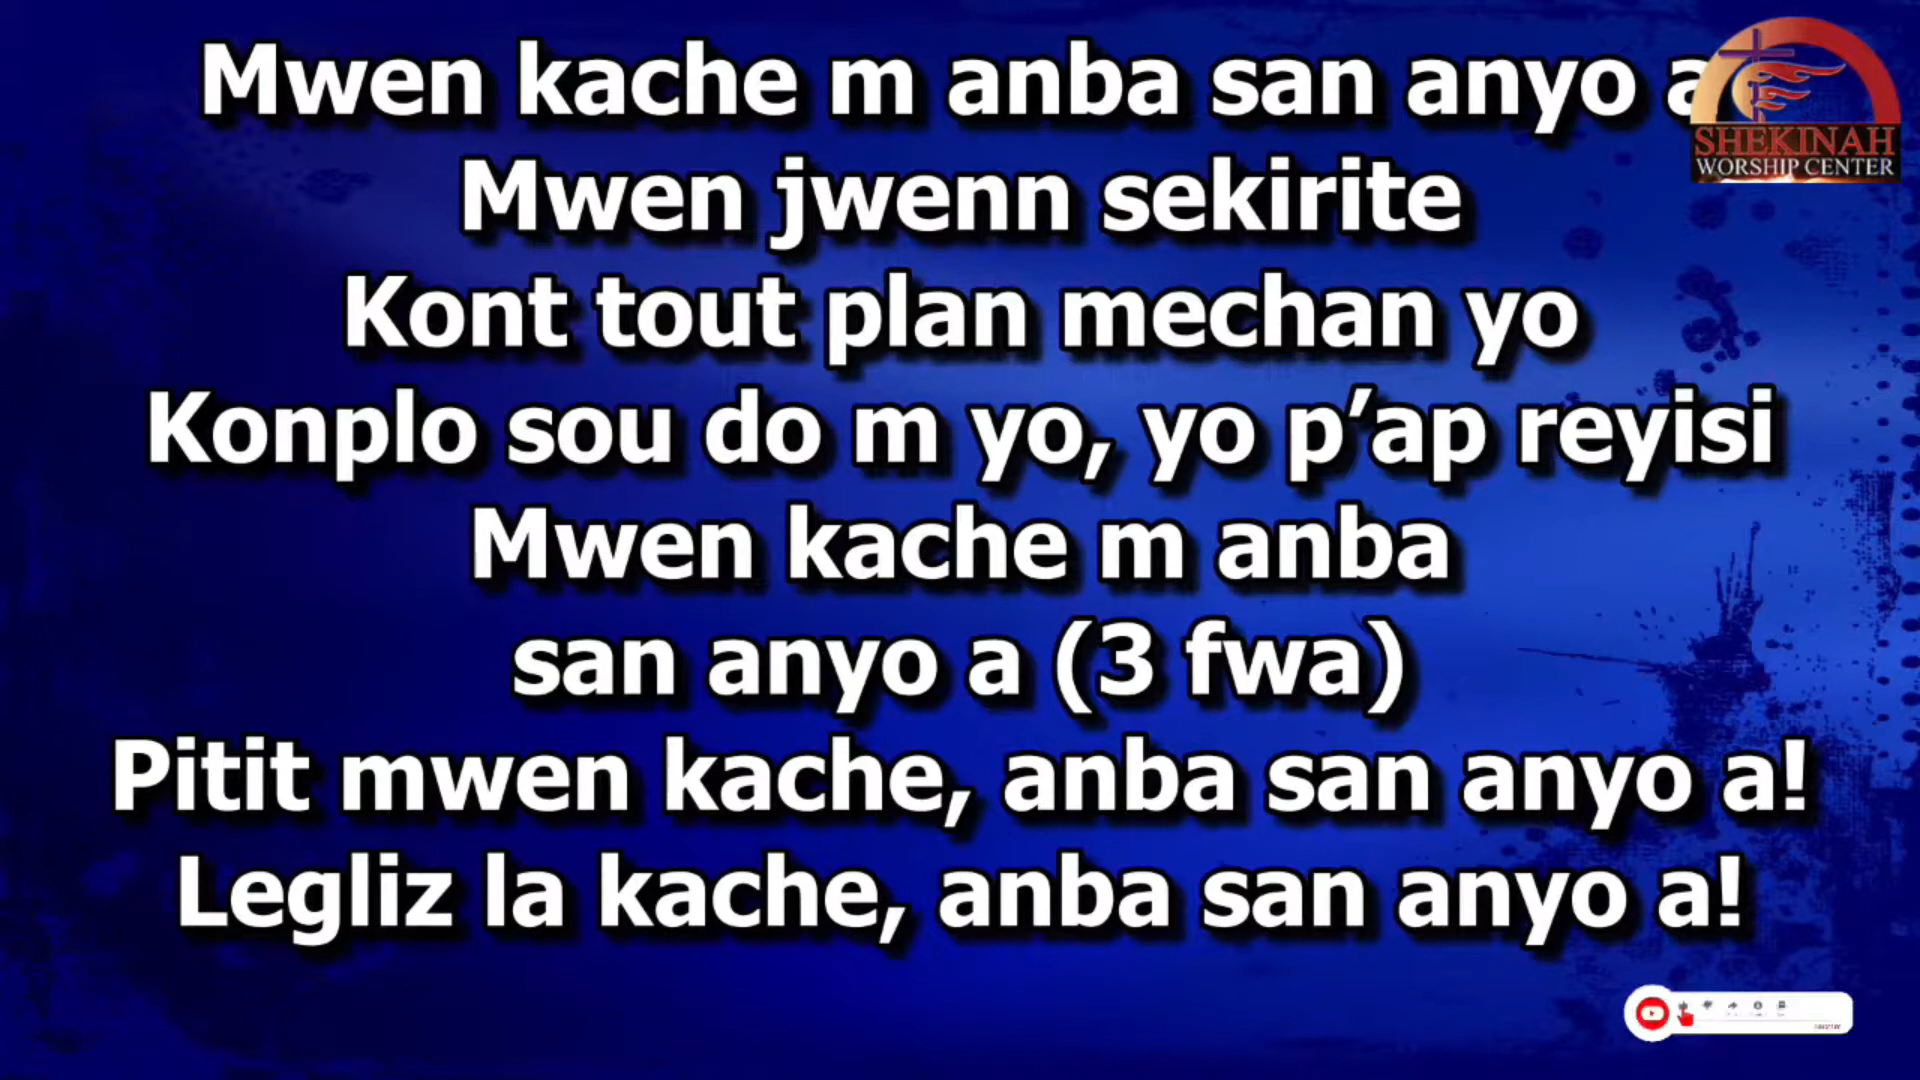 Mwen kache m anba san anyo a
SHEKINAH
WORSHIP CENTER
Mwen jwenn sekirite
Kont tout plan mechan yo
Konplo sou do m yo, yo p’ap reyisi
Mwen kache m anba
san anyo a (3 fwa)
Pitit mwen kache, anba san anyo a!
Legliz la kache, anba san anyo a!